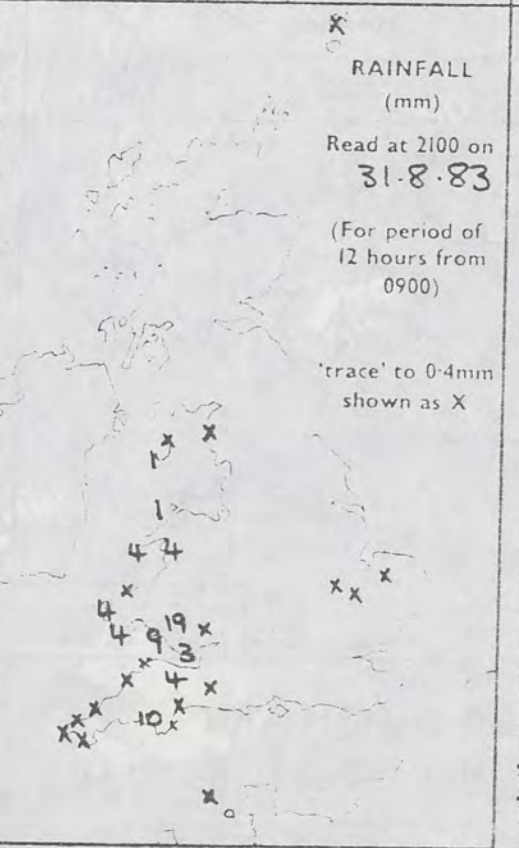 X
RAINFALL
(mm)
Read at 2100 on
31·8·83
(For period of
12 hours from
0900)
'trace' to 0·4mm
shown as X
X X
1
1
4 4
X X X
X
4
4 9 19 X
3
X
X 4 X
X X
X 10 X
X X
X